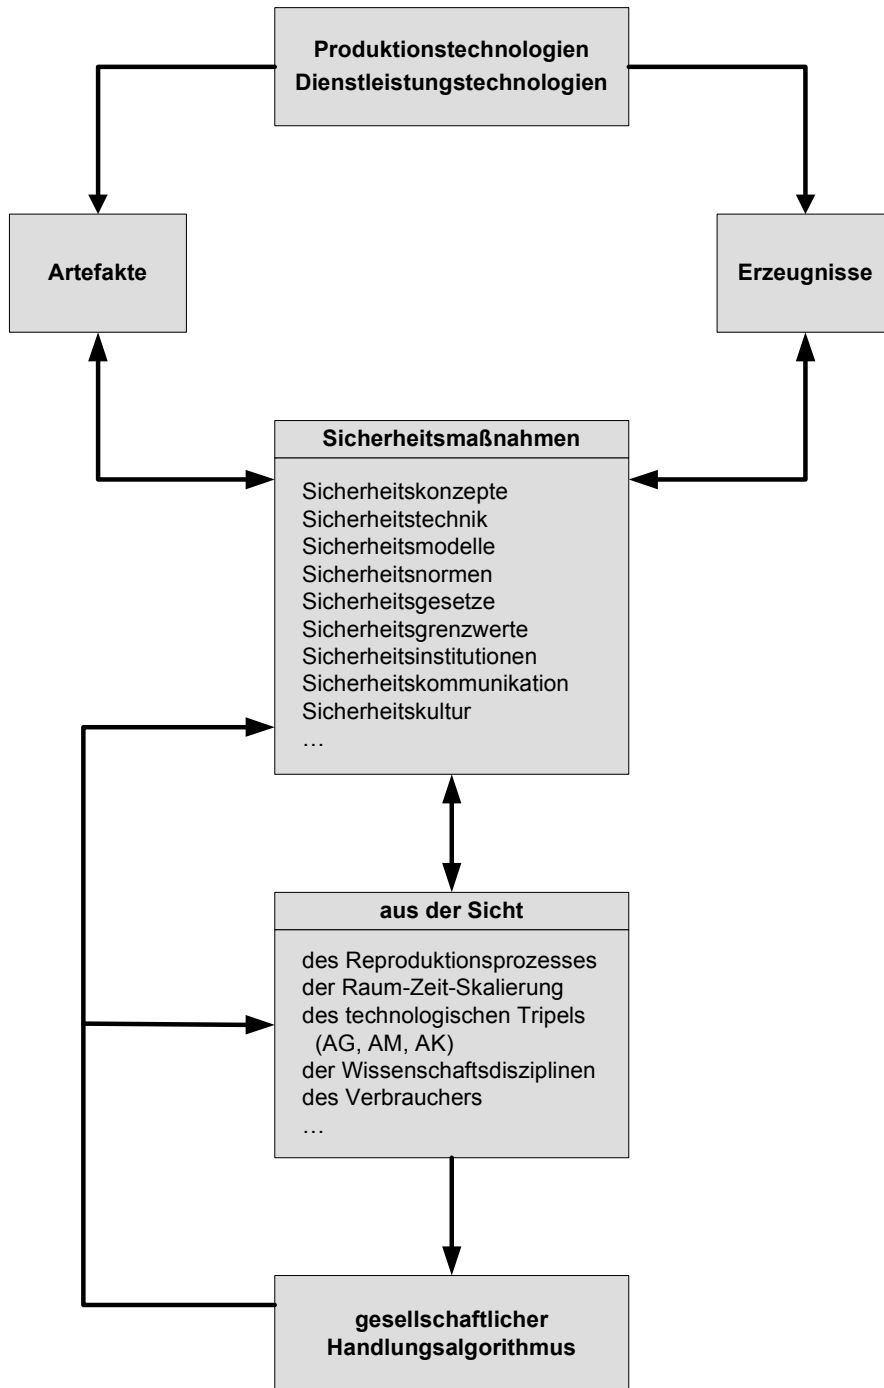 Produktionstechnologien
Dienstleistungstechnologien
Artefakte
Erzeugnisse
Sicherheitsmaßnahmen
Sicherheitskonzepte
Sicherheitstechnik
Sicherheitsmodelle
Sicherheitsnormen
Sicherheitsgesetze
Sicherheitsgrenzwerte
Sicherheitsinstitutionen
Sicherheitskommunikation
Sicherheitskultur
…
aus der Sicht
des Reproduktionsprozesses
der Raum-Zeit-Skalierung
des technologischen Tripels
(AG, AM, AK)
der Wissenschaftsdisziplinen
des Verbrauchers
…
gesellschaftlicher
Handlungsalgorithmus